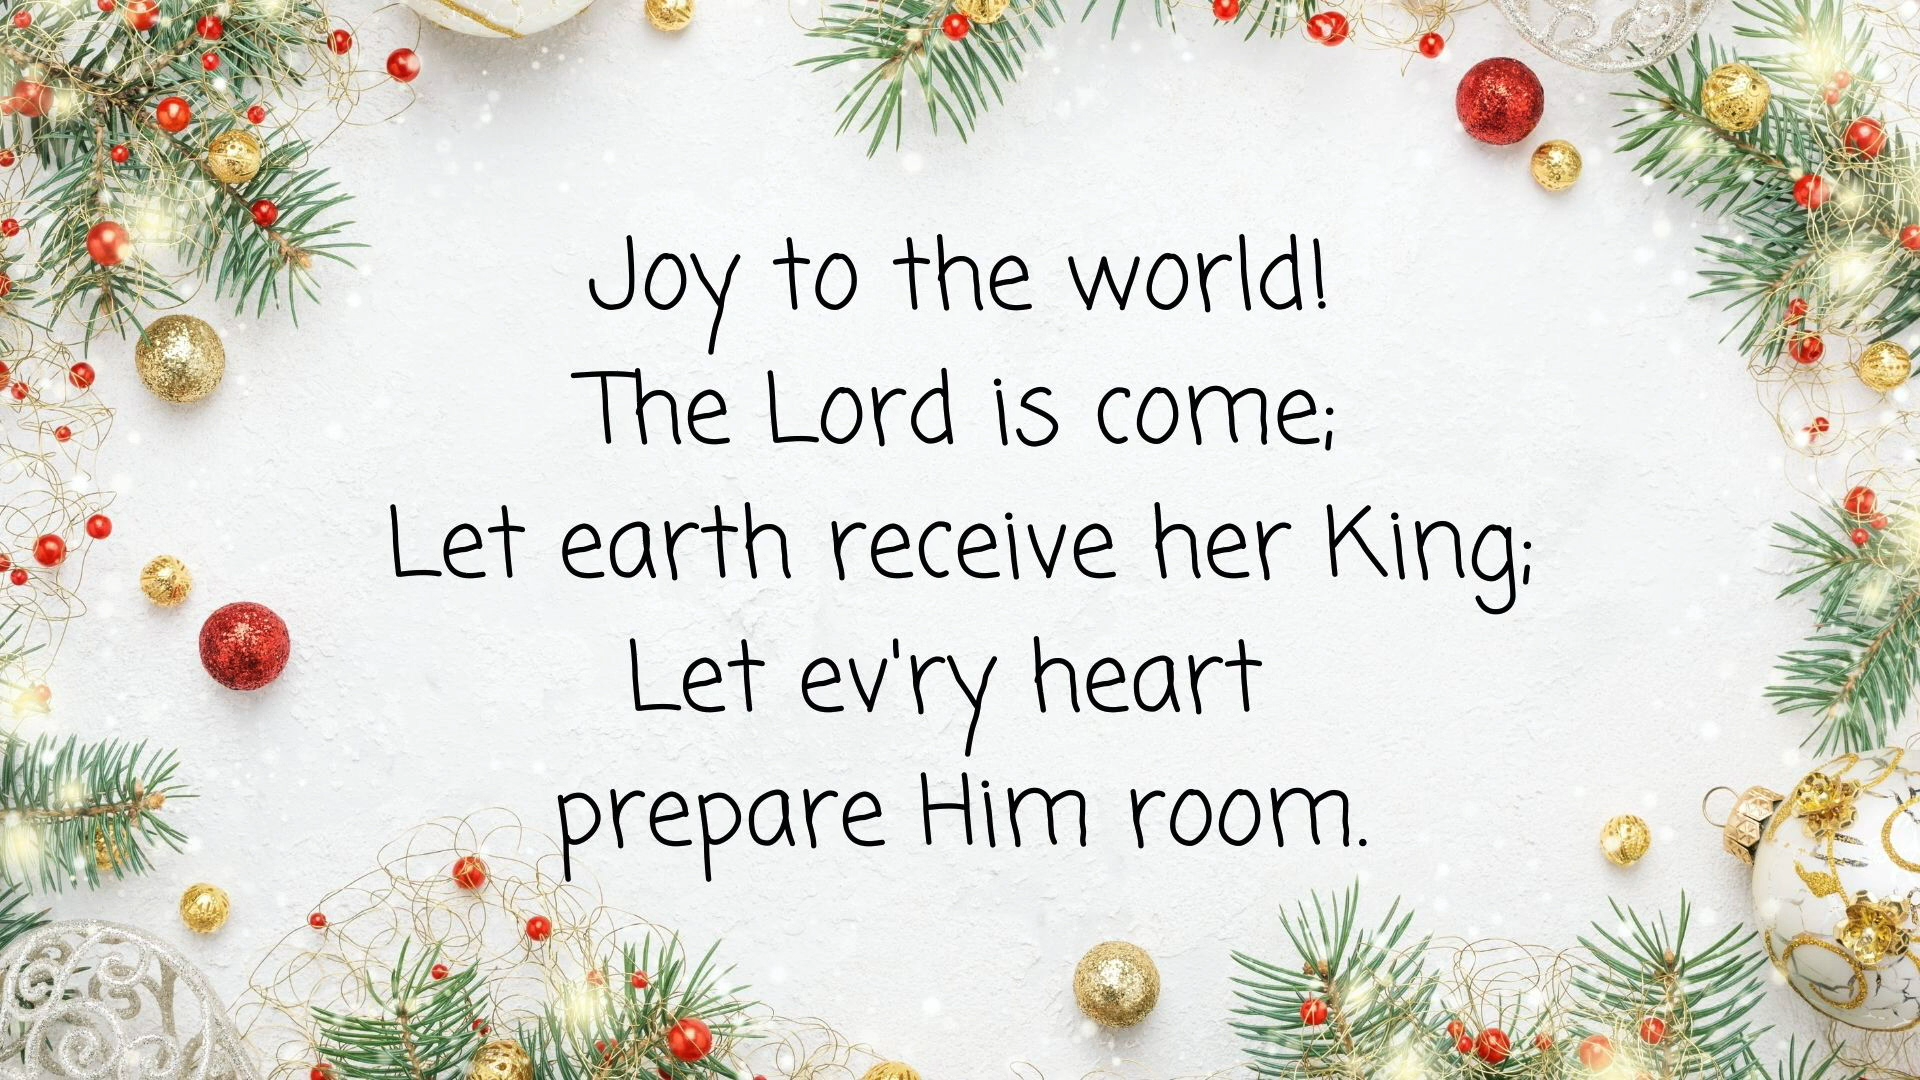 Joy to the world!
The Lord is come;
Let earth receive her King;
Let ev'ry heart
prepare Him room.